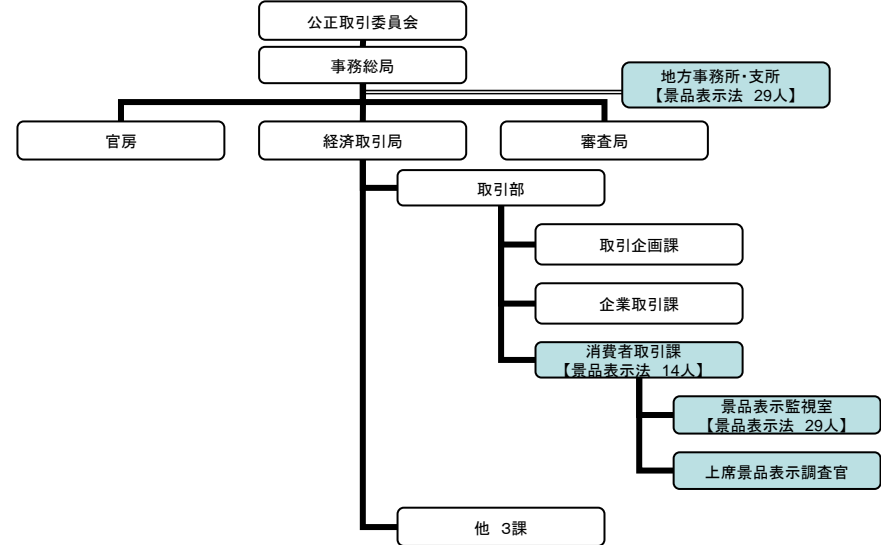 公正取引委員会
事務総局
地方事務所・支所
【景品表示法 29人】
官房
経済取引局
審査局
取引部
取引企画課
企業取引課
消費者取引課
【景品表示法 14人】
景品表示監視室
【景品表示法 29人】
上席景品表示調査官
他 3課